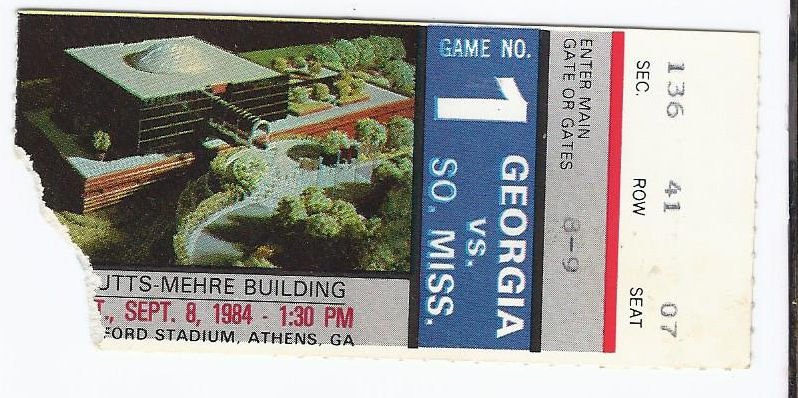 UTTS-MEHRE BUILDING
T., SEPT. 8, 1984 - 1:30 PM
FORD STADIUM, ATHENS, GA
GAME NO.
1
GEORGIA
VS.
SO. MISS.
ENTER MAIN
GATE OR GATES
8-9
SEC. 136
ROW 41
SEAT 07